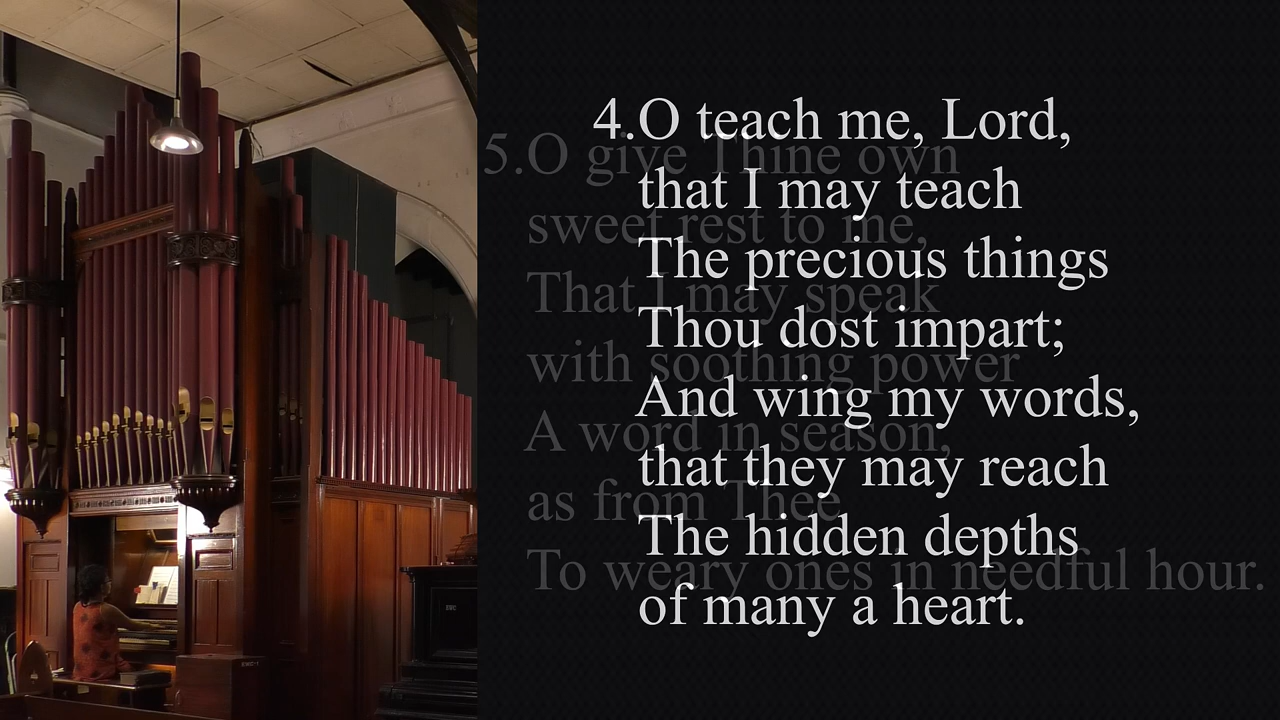 4.O teach me, Lord,
that I may teach
The precious things
Thou dost impart;
And wing my words,
that they may reach
The hidden depths
of many a heart.
5.O give Thine own
sweet rest to me,
That I may speak
with soothing power
A word in season,
as from Thee
To weary ones in needful hour.